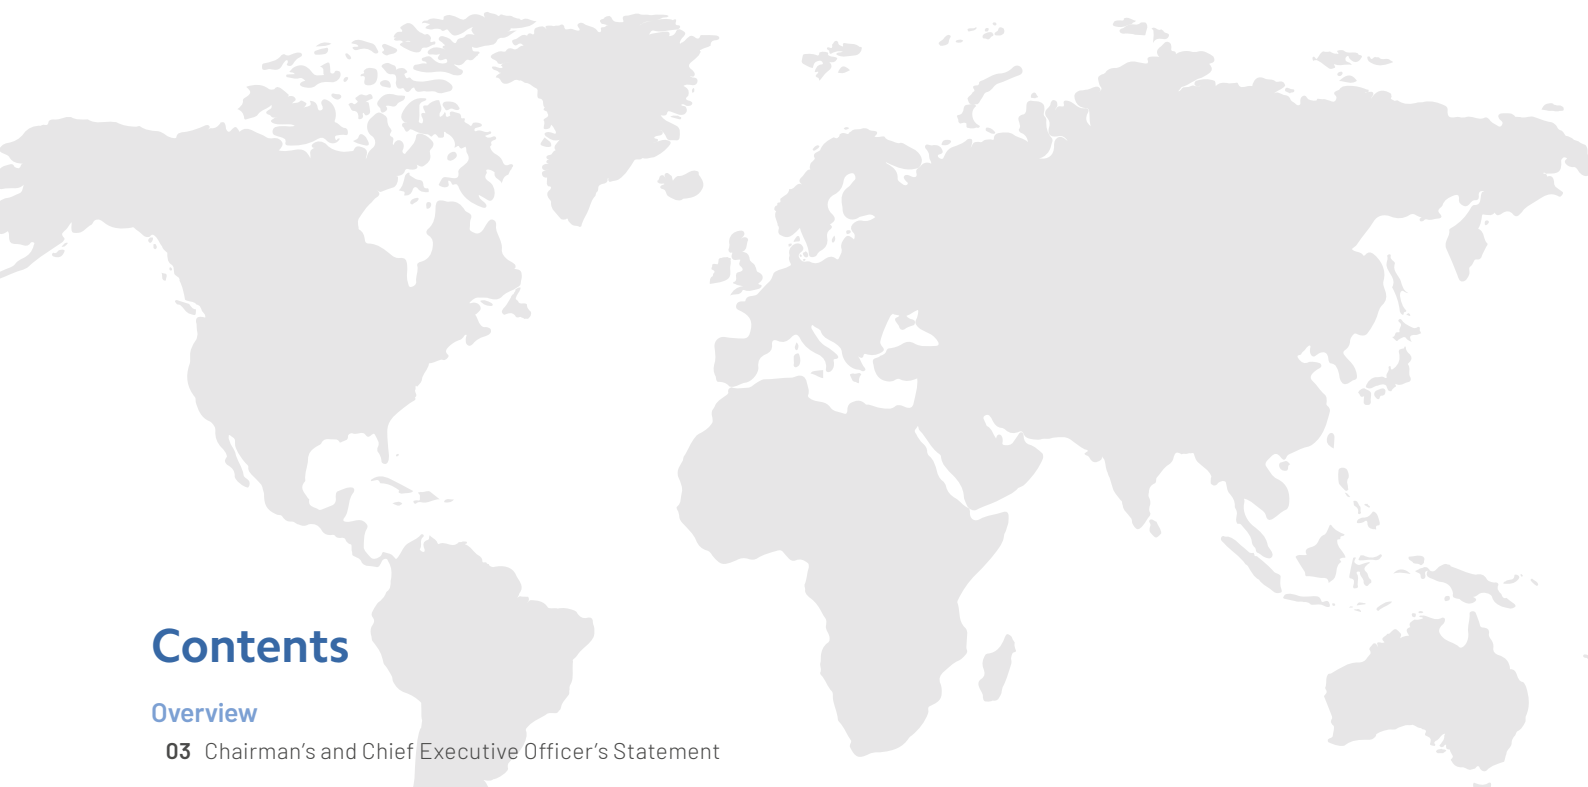 Contents
Overview
03 Chairman’s and Chief Executive Officer’s Statement